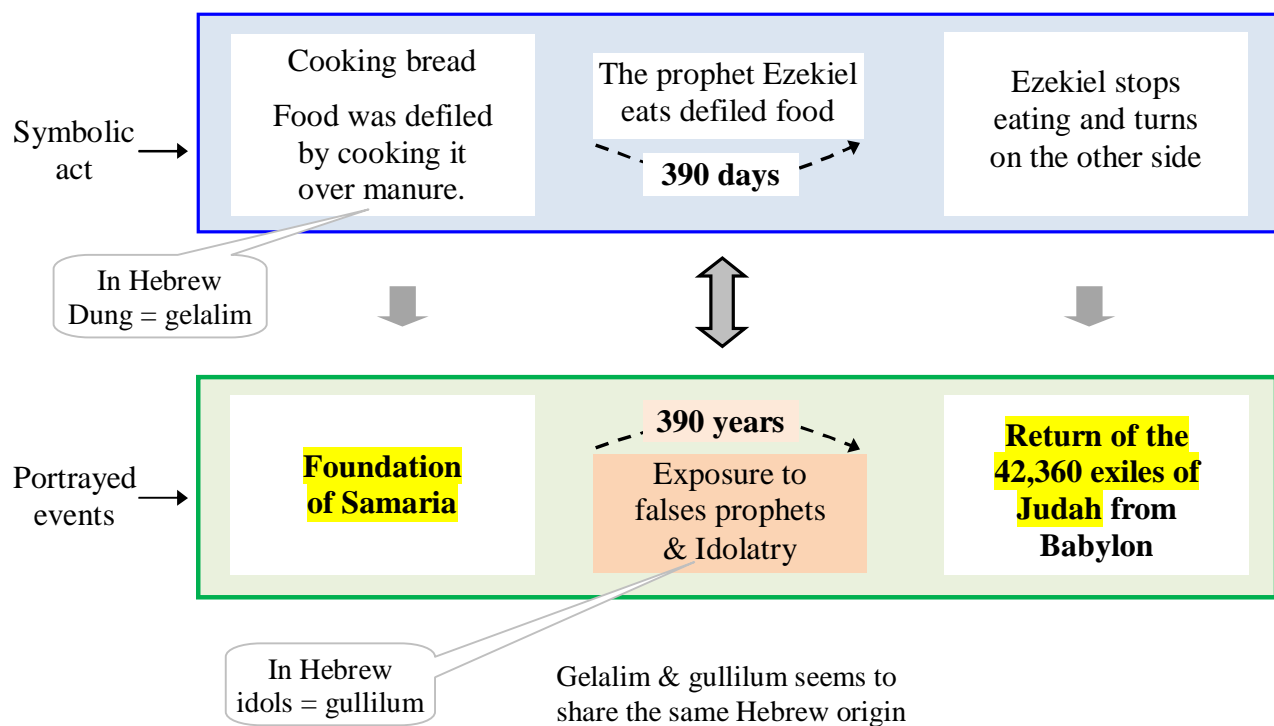 Cooking bread
Food was defiled
by cooking it
over manure.
The prophet Ezekiel
eats defiled food
390 days
Ezekiel stops
eating and turns
on the other side
Symbolic
act
In Hebrew
Dung = gelalim
Portrayed
events
Foundation
of Samaria
390 years
Exposure to
falses prophets
& Idolatry
Return of the
42,360 exiles of
Judah from
Babylon
In Hebrew
idols = gullilum
Gelalim & gullilum seems to
share the same Hebrew origin